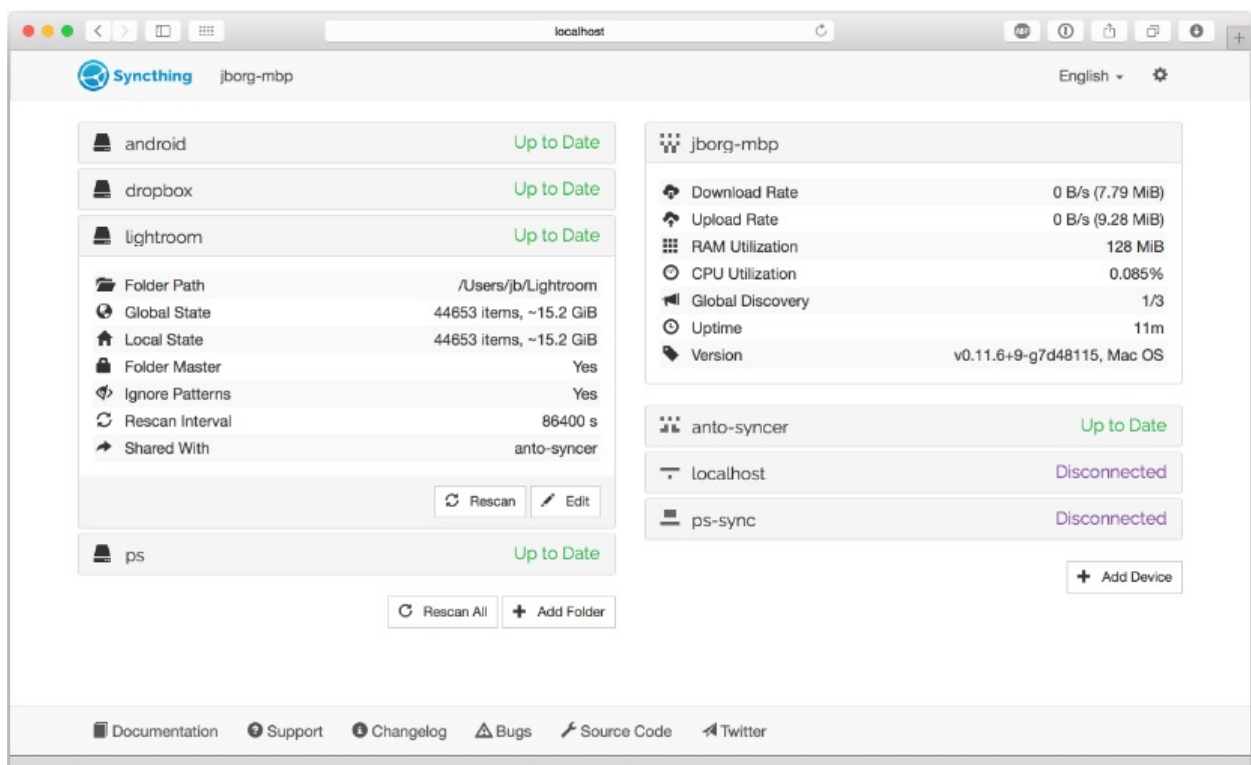 localhost
Syncthing jborg-mbp English
android Up to Date
dropbox Up to Date
lightroom Up to Date
Folder Path /Users/jb/Lightroom
Global State 44653 items, ~15.2 GiB
Local State 44653 items, ~15.2 GiB
Folder Master Yes
Ignore Patterns Yes
Rescan Interval 86400 s
Shared With anto-syncer
Rescan Edit
ps Up to Date
Rescan All Add Folder
jborg-mbp
Download Rate 0 B/s (7.79 MiB)
Upload Rate 0 B/s (9.28 MiB)
RAM Utilization 128 MiB
CPU Utilization 0.085%
Global Discovery 1/3
Uptime 11m
Version v0.11.6+9-g7d48115, Mac OS
anto-syncer Up to Date
localhost Disconnected
ps-sync Disconnected
Add Device
Documentation Support Changelog Bugs Source Code Twitter